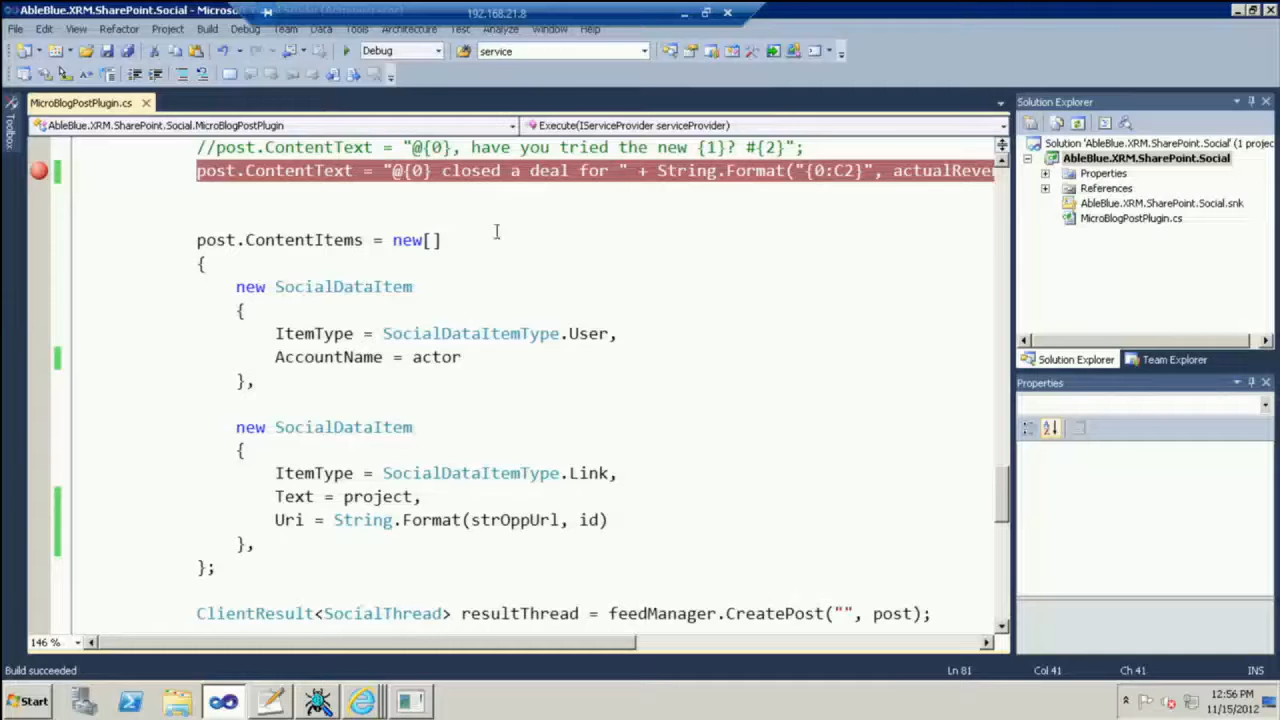 AbleBlue.XRM.SharePoint.Social - Micros
192.168.21.8
File Edit View Refactor Project Build Debug Team Data Tools Architecture Test Analyze Window Help
Debug
service
MicroBlogPostPlugin.cs
AbleBlue.XRM.SharePoint.Social.MicroBlogPostPlugin
Execute(IServiceProvider serviceProvider)
//post.ContentText = "@{0}, have you tried the new {1}? #{2}";
post.ContentText = "@{0} closed a deal for " + String.Format("{0:C2}", actualReve
post.ContentItems = new[]
{
new SocialDataItem
{
ItemType = SocialDataItemType.User,
AccountName = actor
},
new SocialDataItem
{
ItemType = SocialDataItemType.Link,
Text = project,
Uri = String.Format(strOppUrl, id)
},
};
ClientResult<SocialThread> resultThread = feedManager.CreatePost("", post);
146 %
Toolbox
Solution Explorer
Solution 'AbleBlue.XRM.SharePoint.Social' (1 projec
AbleBlue.XRM.SharePoint.Social
Properties
References
AbleBlue.XRM.SharePoint.Social.snk
MicroBlogPostPlugin.cs
Solution Explorer
Team Explorer
Properties
Build succeeded
Ln 81
Col 41
Ch 41
INS
Start
12:56 PM
11/15/2012